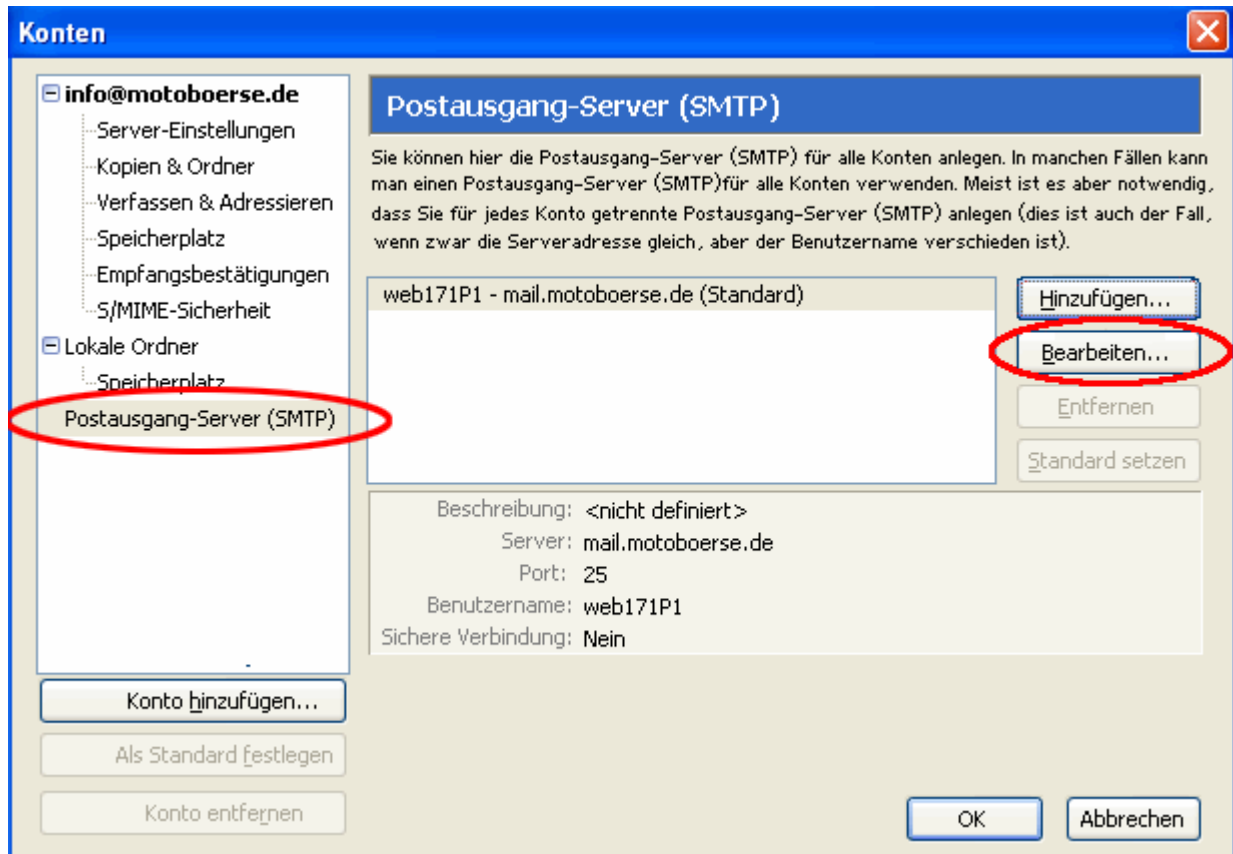 Konten
info@motoboerse.de
Server-Einstellungen
Kopien & Ordner
Verfassen & Adressieren
Speicherplatz
Empfangsbestätigungen
S/MIME-Sicherheit
Lokale Ordner
Speicherplatz
Postausgang-Server (SMTP)
Konto hinzufügen...
Als Standard festlegen
Konto entfernen
Postausgang-Server (SMTP)
Sie können hier die Postausgang-Server (SMTP) für alle Konten anlegen. In manchen Fällen kann
man einen Postausgang-Server (SMTP)für alle Konten verwenden. Meist ist es aber notwendig,
dass Sie für jedes Konto getrennte Postausgang-Server (SMTP) anlegen (dies ist auch der Fall,
wenn zwar die Serveradresse gleich, aber der Benutzername verschieden ist).
web171P1 - mail.motoboerse.de (Standard)
Hinzufügen...
Bearbeiten...
Entfernen
Standard setzen
Beschreibung: <nicht definiert>
Server: mail.motoboerse.de
Port: 25
Benutzername: web171P1
Sichere Verbindung: Nein
OK
Abbrechen